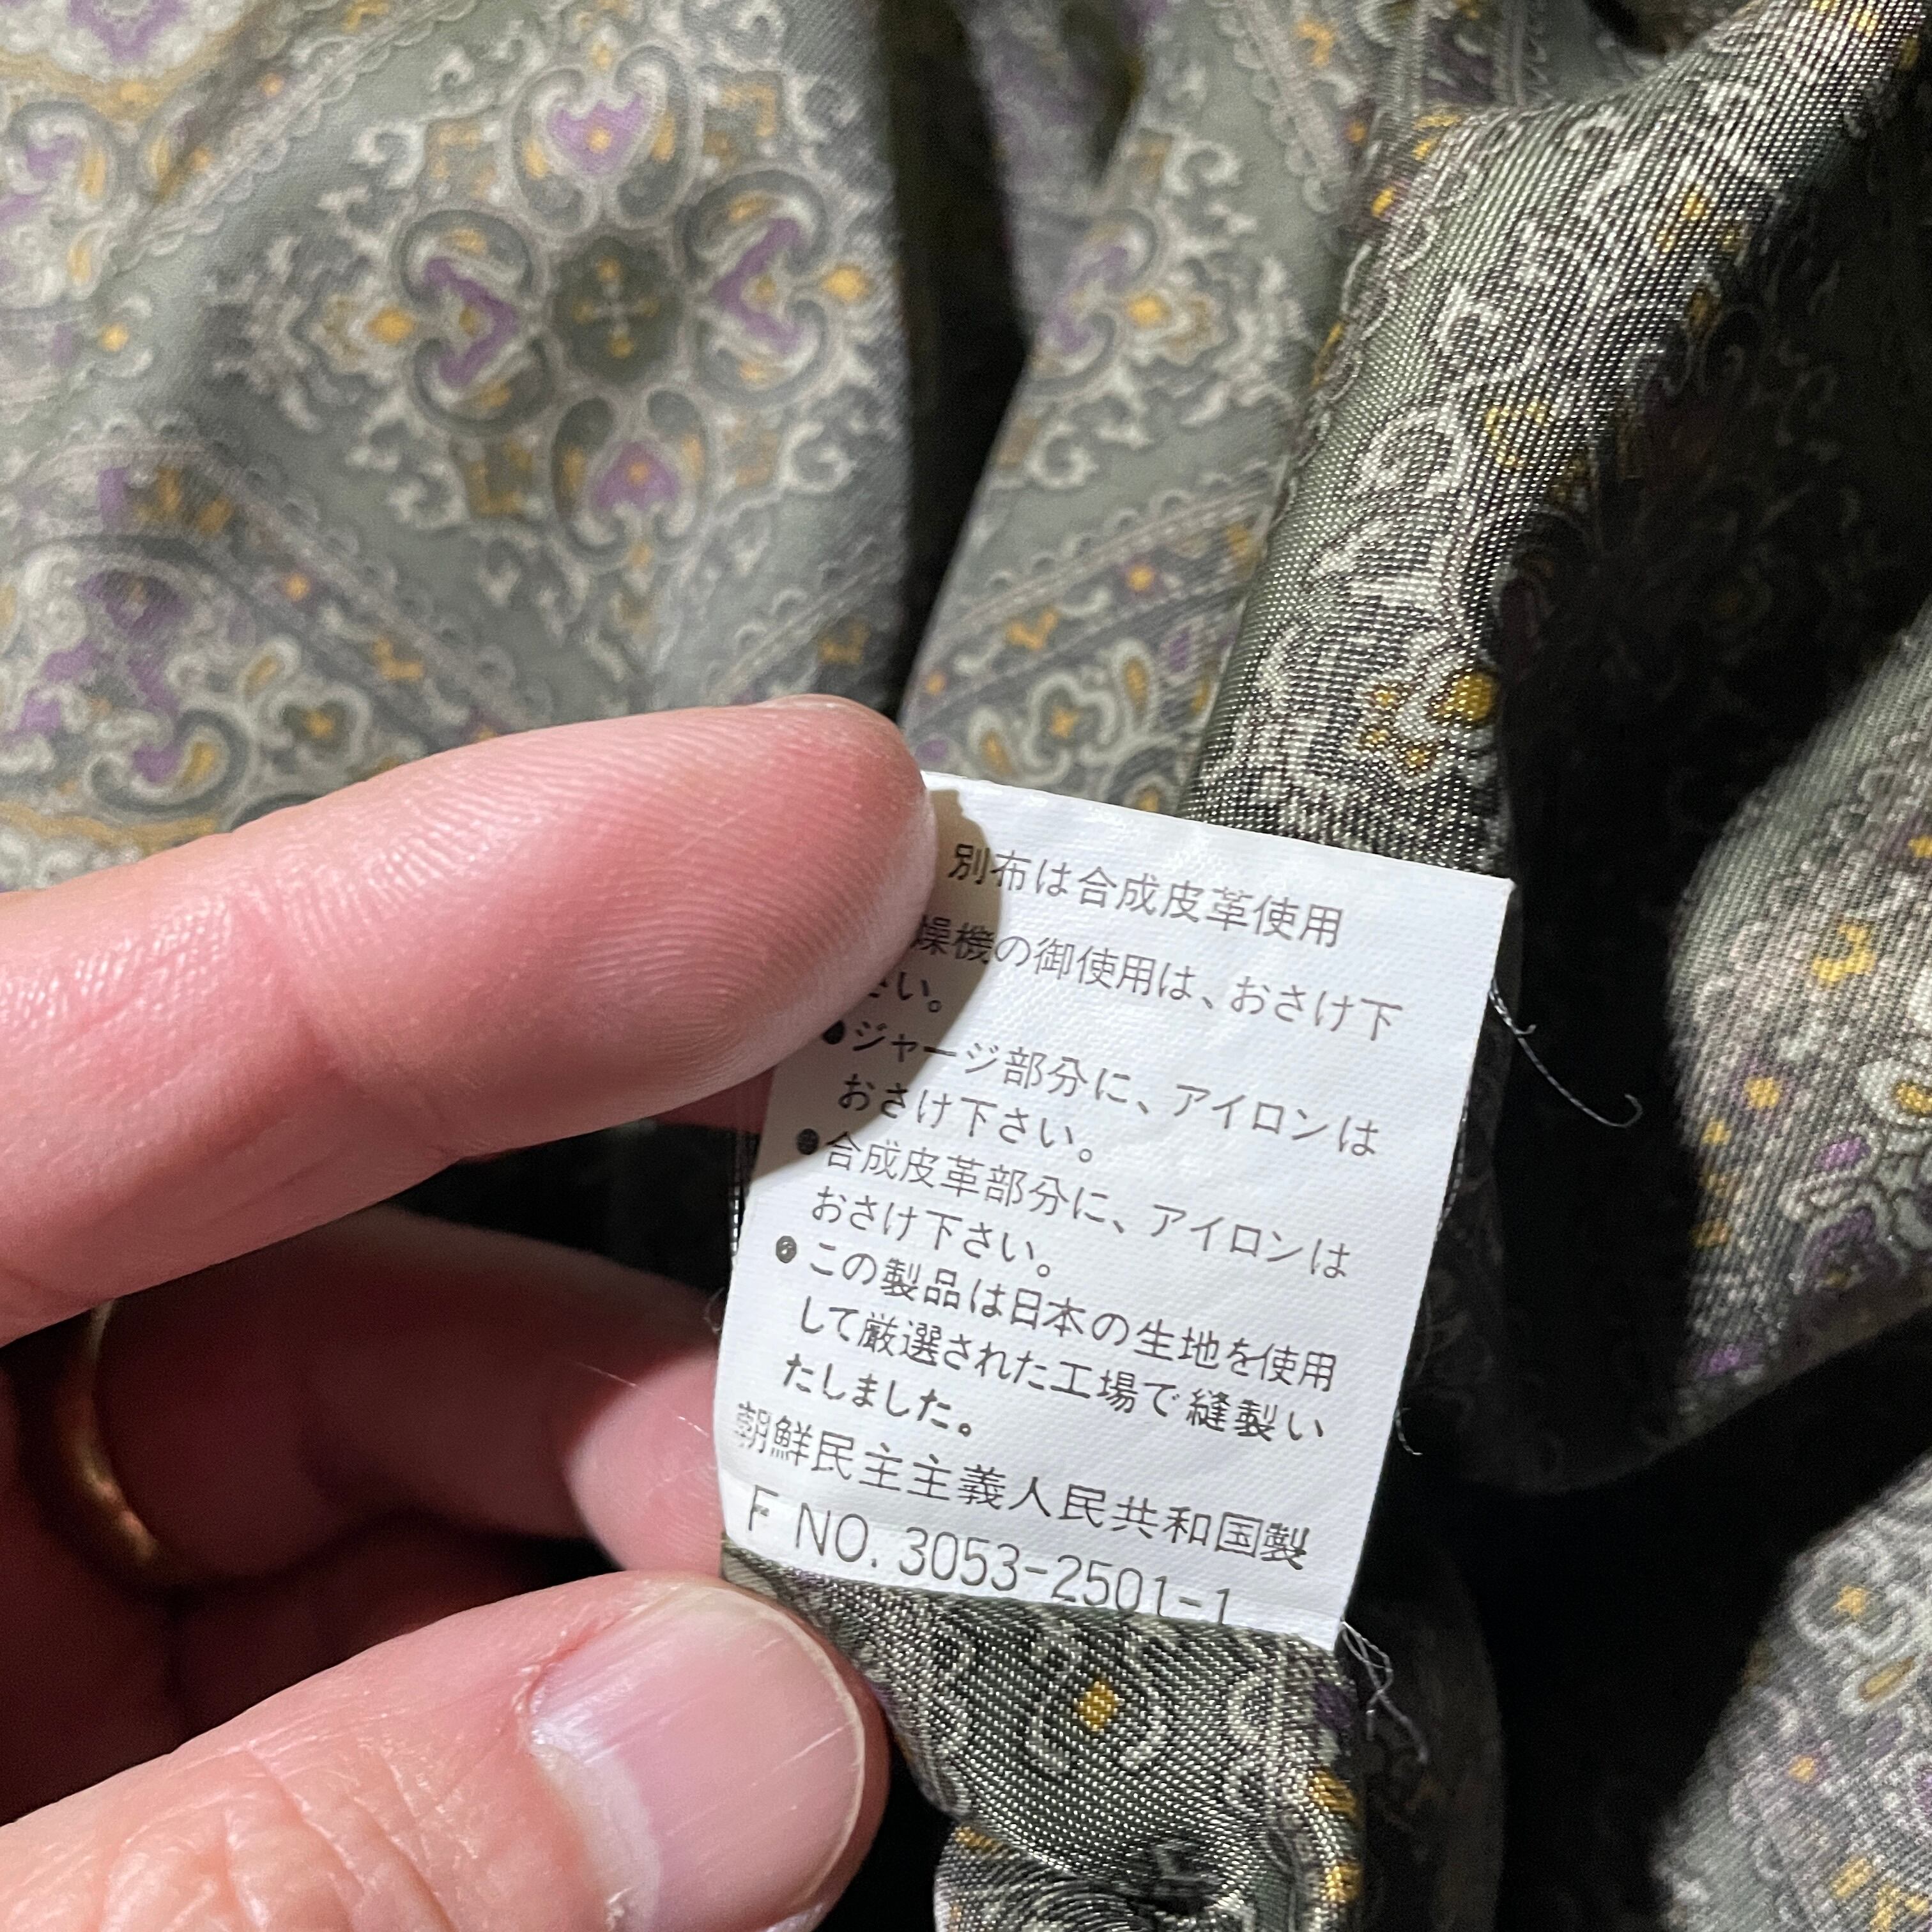 別布は合成皮革使用
燥機の御使用は、おさけ下
さい。
●ジャージ部分に、アイロンは
おさけ下さい。
●合成皮革部分に、アイロンは
おさけ下さい。
●この製品は日本の生地を使用
して厳選された工場で縫製い
たしました。
朝鮮民主主義人民共和国製
F NO. 3053-2501-1